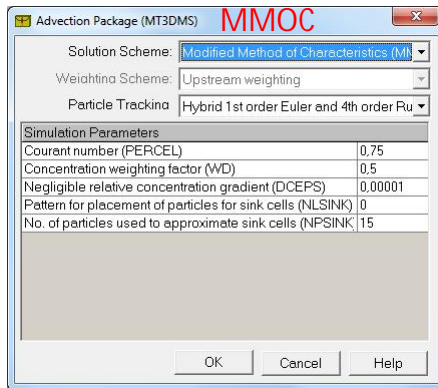 Advection Package (MT3DMS) MMOC
Solution Scheme: Modified Method of Characteristics (MM
Weighting Scheme: Upstream weighting
Particle Tracking Hybrid 1st order Euler and 4th order Ru
Simulation Parameters
Courant number (PERCEL) 0,75
Concentration weighting factor (WD) 0,5
Negligible relative concentration gradient (DCEPS) 0,00001
Pattern for placement of particles for sink cells (NLSINK) 0
No. of particles used to approximate sink cells (NPSINK 15
OK Cancel Help